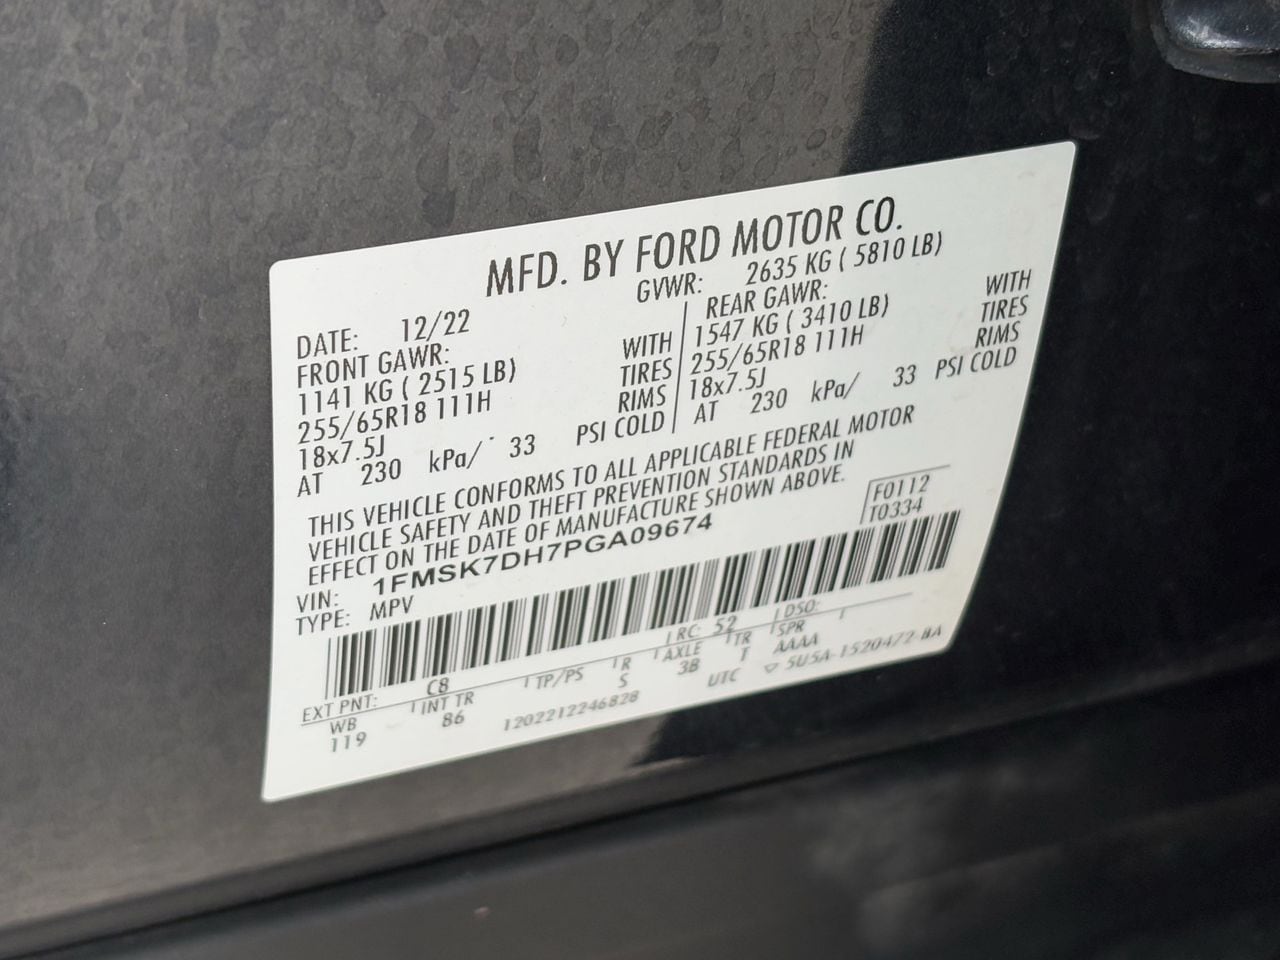 MFD. BY FORD MOTOR CO.
DATE: 12/22 GVWR: 2635 KG ( 5810 LB)
FRONT GAWR: REAR GAWR:
1141 KG ( 2515 LB) WITH 1547 KG ( 3410 LB) WITH
255/65R18 111H TIRES 255/65R18 111H TIRES
18x7.5J RIMS 18x7.5J RIMS
AT 230 kPa/ 33 PSI COLD AT 230 kPa/ 33 PSI COLD
THIS VEHICLE CONFORMS TO ALL APPLICABLE FEDERAL MOTOR
VEHICLE SAFETY AND THEFT PREVENTION STANDARDS IN
EFFECT ON THE DATE OF MANUFACTURE SHOWN ABOVE.
F0112
T0334
VIN: 1FMSK7DH7PGA09674
TYPE: MPV
EXT PNT: C8 RC: 52 DSO:
WB INT TR TP/PS R AXLE TR SPR
119 86 S 3B T AAAA
1202212246828 UTC ▽ 5U5A-1520472-BA